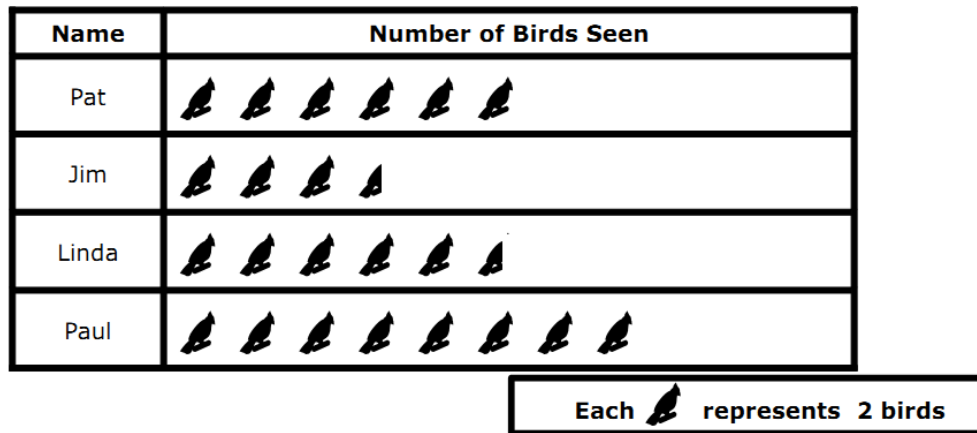 Name Number of Birds Seen
Pat
Jim
Linda
Paul
Each represents 2 birds